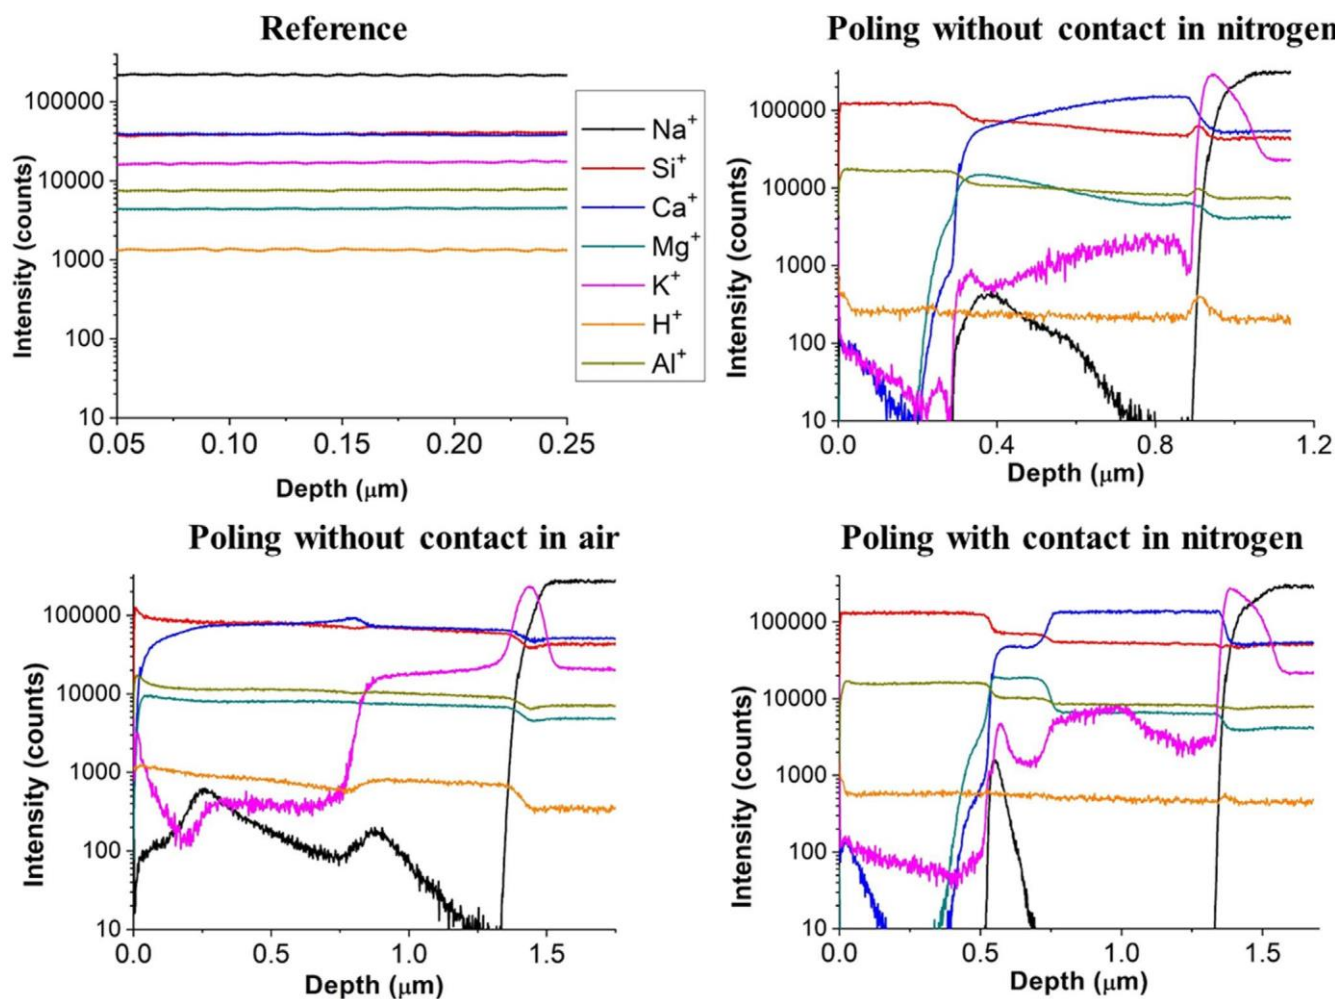 Reference
Intensity (counts)
100000
10000
1000
100
10
0.05 0.10 0.15 0.20 0.25
Depth (μm)
Na⁺
Si⁺
Ca⁺
Mg⁺
K⁺
H⁺
Al⁺
Poling without contact in nitrogen
Intensity (counts)
100000
10000
1000
100
10
0.0 0.4 0.8 1.2
Depth (μm)
Poling without contact in air
Intensity (counts)
100000
10000
1000
100
10
0.0 0.5 1.0 1.5
Depth (μm)
Poling with contact in nitrogen
Intensity (counts)
100000
10000
1000
100
10
0.0 0.5 1.0 1.5
Depth (μm)